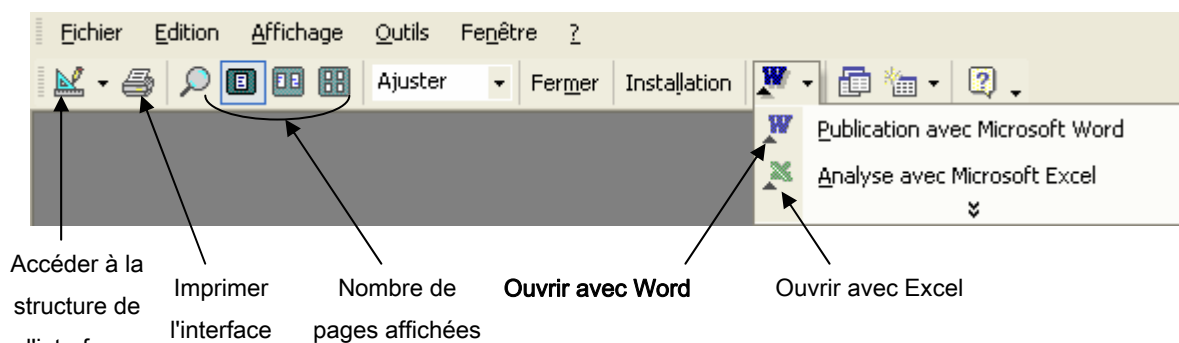 Fichier Edition Affichage Outils Fenêtre ?
Ajuster Fermer Installation
Publication avec Microsoft Word
Analyse avec Microsoft Excel
Accéder à la
structure de
Imprimer
l'interface
Nombre de
pages affichées
Ouvrir avec Word
Ouvrir avec Excel